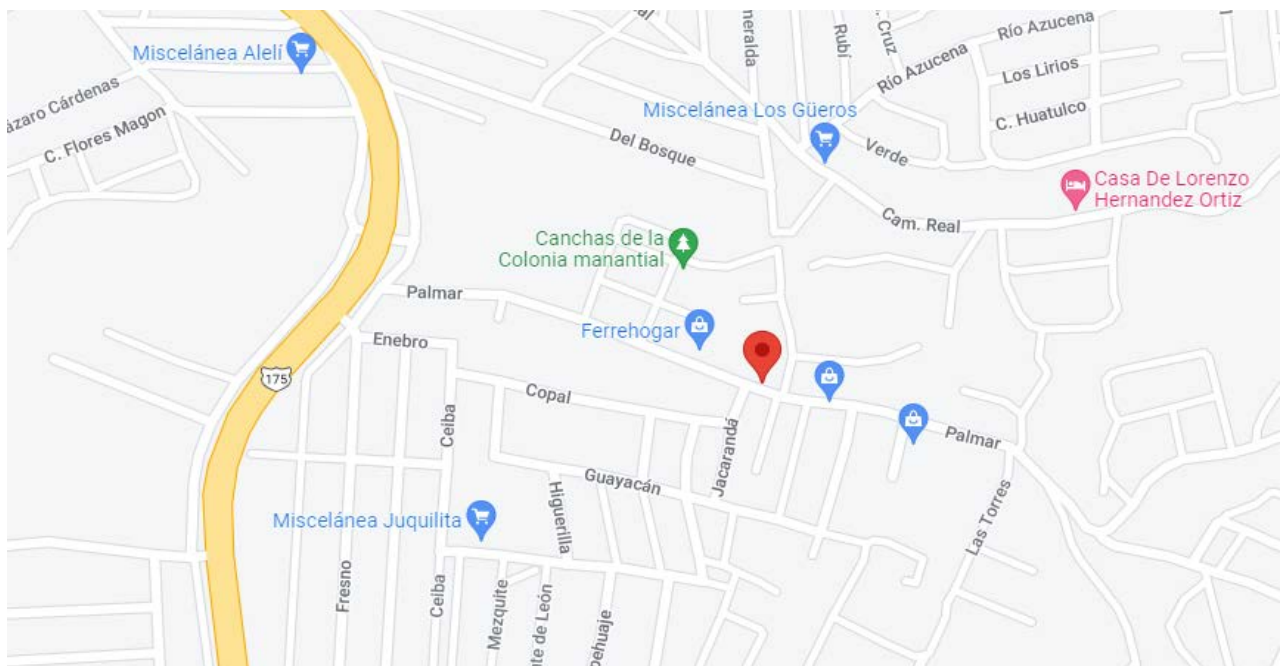 Miscelánea Alelí
C. Flores Magon
Rubí
Río Azucena
Río Azucena
Los Lirios
C. Huatulco
Miscelánea Los Güeros
Verde
Del Bosque
Casa De Lorenzo
Hernandez Ortiz
Cam. Real
Canchas de la
Colonia manantial
Palmar
Ferrehogar
Enebro
175
Copal
Ceiba
Jacarandá
Palmar
Guayacán
Higuerilla
Miscelánea Juquilita
Las Torres
Fresno
Ceiba
Mezquite